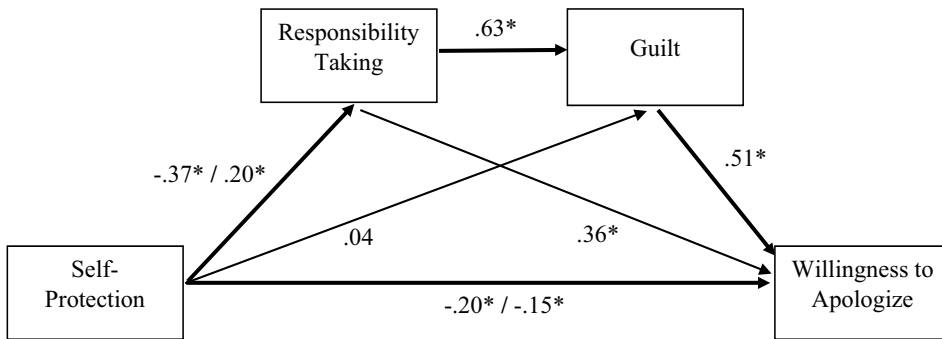 Responsibility
Taking
.63*
Guilt
-.37* / .20*
.51*
.04
.36*
Self-
Protection
Willingness to
Apologize
-.20* / -.15*